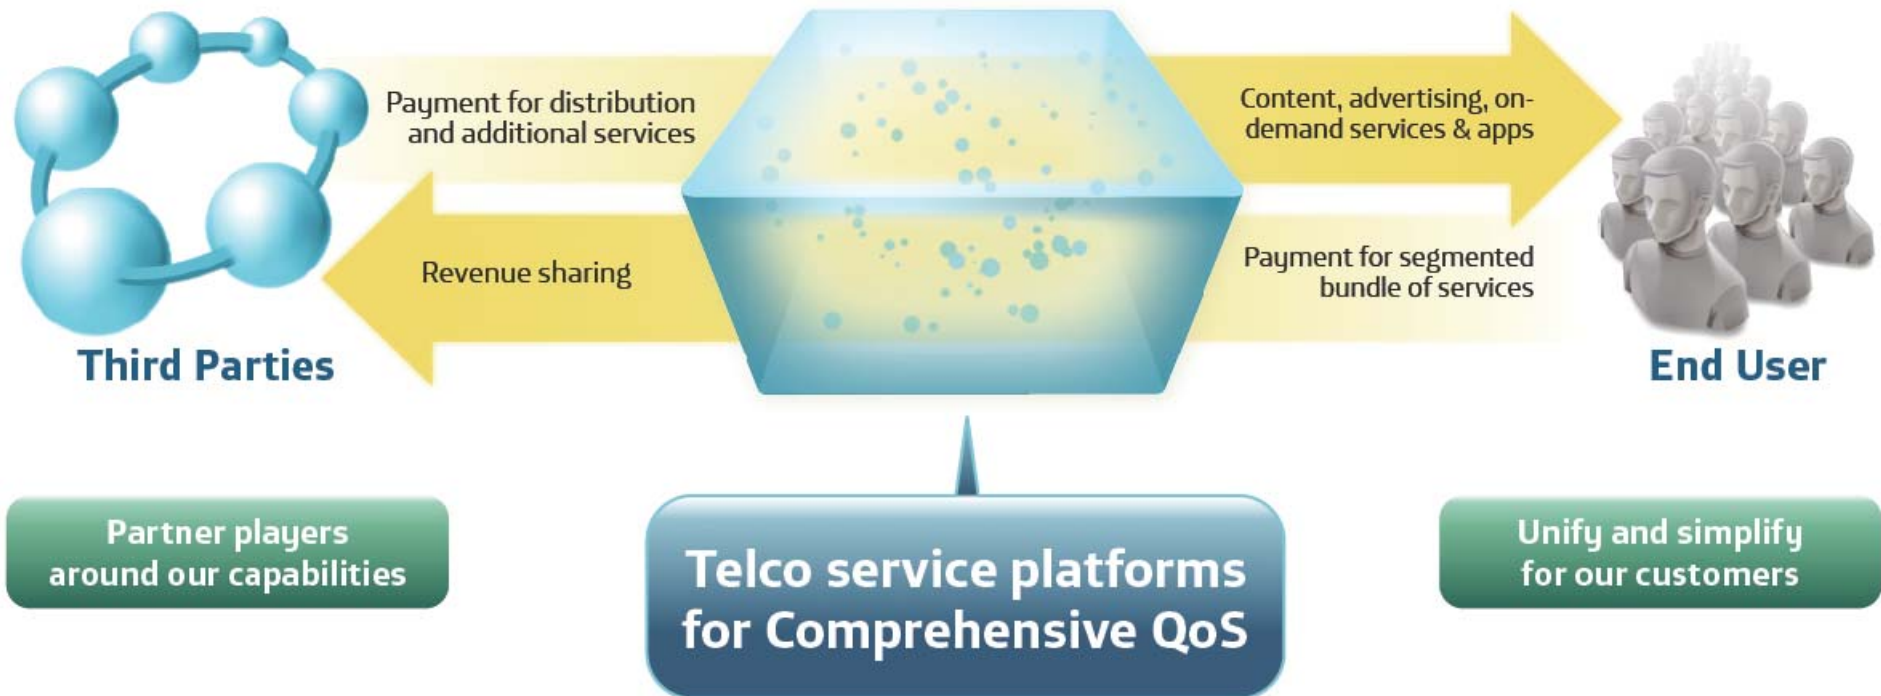 Payment for distribution
and additional services
Content, advertising, on-
demand services & apps
Revenue sharing
Payment for segmented
bundle of services
Third Parties
End User
Partner players
around our capabilities
Telco service platforms
for Comprehensive QoS
Unify and simplify
for our customers